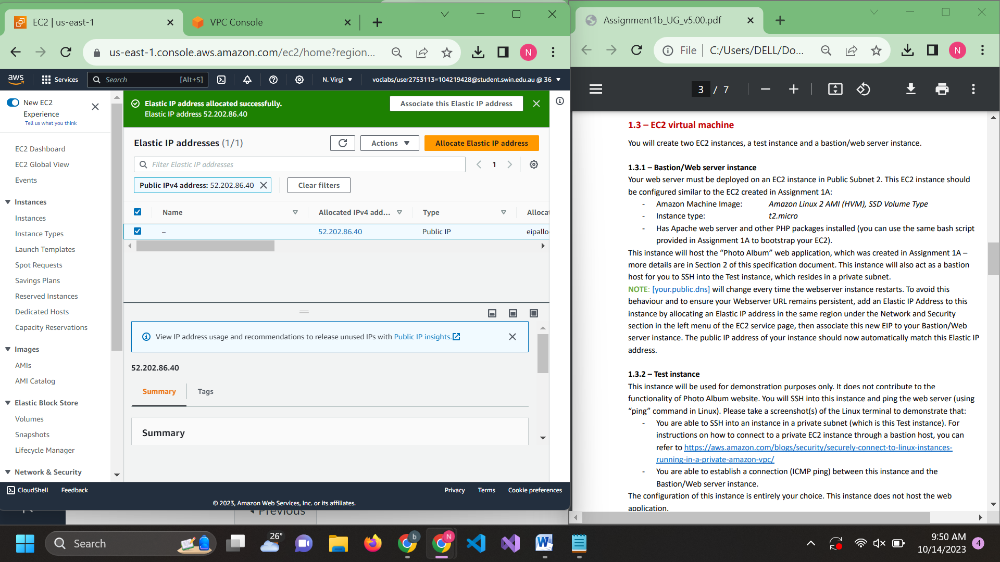 EC2 | us-east-1
VPC Console
us-east-1.console.aws.amazon.com/ec2/home?region...
N
aws
Services
Search
[Alt+S]
N. Virgi
voclabs/user2753113=104219428@student.swin.edu.au @ 36
New EC2
Experience
Tell us what you think
EC2 Dashboard
EC2 Global View
Events
Instances
Instances
Instance Types
Launch Templates
Spot Requests
Savings Plans
Reserved Instances
Dedicated Hosts
Capacity Reservations
Images
AMIs
AMI Catalog
Elastic Block Store
Volumes
Snapshots
Lifecycle Manager
Network & Security
Elastic IP address allocated successfully.
Elastic IP address 52.202.86.40
Associate this Elastic IP address
Elastic IP addresses (1/1)
Actions
Allocate Elastic IP address
Filter Elastic IP addresses
1
Public IPv4 address: 52.202.86.40
Clear filters
Name
Allocated IPv4 add...
Type
Allocat
–
52.202.86.40
Public IP
eipallo
View IP address usage and recommendations to release unused IPs with Public IP insights.
52.202.86.40
Summary
Tags
Summary
CloudShell
Feedback
Privacy
Terms
Cookie preferences
© 2023, Amazon Web Services, Inc. or its affiliates.
Previous
Assignment1b_UG_v5.00.pdf
File
C:/Users/DELL/Do...
N
3 / 7
1.3 – EC2 virtual machine
You will create two EC2 instances, a test instance and a bastion/web server instance.
1.3.1 – Bastion/Web server instance
Your web server must be deployed on an EC2 instance in Public Subnet 2. This EC2 instance should
be configured similar to the EC2 created in Assignment 1A:
- Amazon Machine Image: Amazon Linux 2 AMI (HVM), SSD Volume Type
- Instance type: t2.micro
- Has Apache web server and other PHP packages installed (you can use the same bash script
provided in Assignment 1A to bootstrap your EC2).
This instance will host the “Photo Album” web application, which was created in Assignment 1A –
more details are in Section 2 of this specification document. This instance will also act as a bastion
host for you to SSH into the Test instance, which resides in a private subnet.
NOTE: [your.public.dns] will change every time the webserver instance restarts. To avoid this
behaviour and to ensure your Webserver URL remains persistent, add an Elastic IP Address to this
instance by allocating an Elastic IP address in the same region under the Network and Security
section in the left menu of the EC2 service page, then associate this new EIP to your Bastion/Web
server instance. The public IP address of your instance should now automatically match this Elastic IP
address.
1.3.2 – Test instance
This instance will be used for demonstration purposes only. It does not contribute to the
functionality of Photo Album website. You will SSH into this instance and ping the web server (using
“ping” command in Linux). Please take a screenshot(s) of the Linux terminal to demonstrate that:
- You are able to SSH into an instance in a private subnet (which is this Test instance). For
instructions on how to connect to a private EC2 instance through a bastion host, you can
refer to https://aws.amazon.com/blogs/security/securely-connect-to-linux-instances-
running-in-a-private-amazon-vpc/
- You are able to establish a connection (ICMP ping) between this instance and the
Bastion/Web server instance.
The configuration of this instance is entirely your choice. This instance does not host the web
application.
Search
26°
b
N
9:50 AM
10/14/2023
4